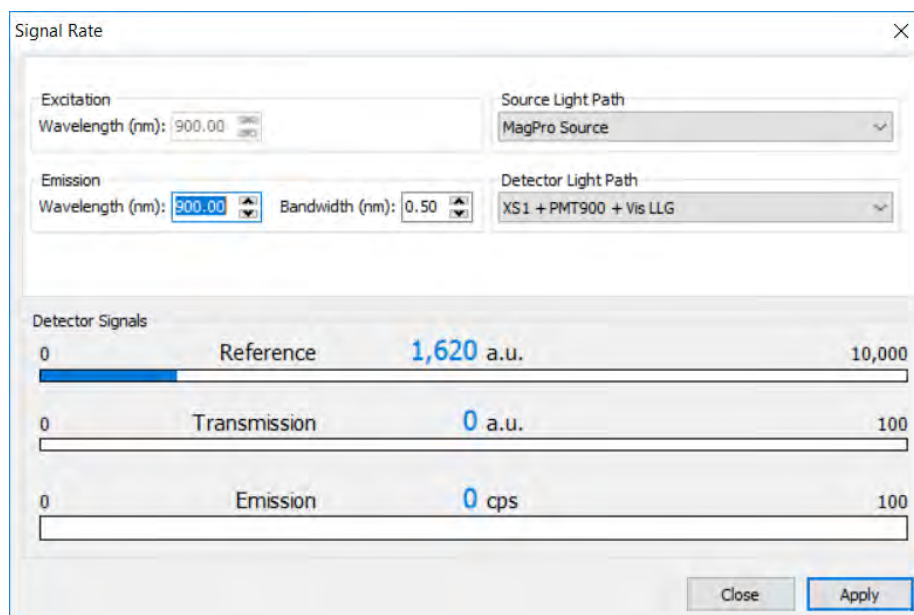 Signal Rate
Excitation
Wavelength (nm): 900.00
Source Light Path
MagPro Source
Emission
Wavelength (nm): 900.00 Bandwidth (nm): 0.50
Detector Light Path
XS1 + PMT900 + Vis LLG
Detector Signals
0 Reference 1,620 a.u. 10,000
0 Transmission 0 a.u. 100
0 Emission 0 cps 100
Close Apply